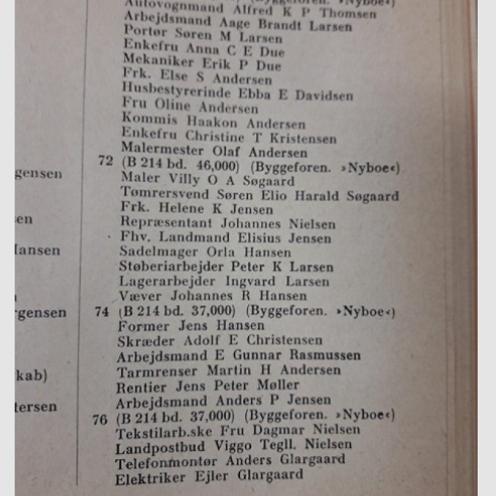 Autovognmand Alfred K P Thomsen
Arbejdsmand Aage Brandt Larsen
Portør Søren M Larsen
Enkefru Anna C E Due
Mekaniker Erik P Due
Frk. Else S Andersen
Husbestyrerinde Ebba E Davidsen
Fru Oline Andersen
Kommis Haakon Andersen
Enkefru Christine T Kristensen
Malermester Olaf Andersen
72 (B 214 bd. 46,000) (Byggeforen. »Nyboe«)
Maler Villy O A Søgaard
Tømrersvend Søren Elio Harald Søgaard
Frk. Helene K Jensen
Repræsentant Johannes Nielsen
Fhv. Landmand Elisius Jensen
Sadelmager Orla Hansen
Støberiarbejder Peter K Larsen
Lagerarbejder Ingvard Larsen
Væver Johannes R Hansen
74 (B 214 bd. 37,000) (Byggeforen. »Nyboe«)
Former Jens Hansen
Skræder Adolf E Christensen
Arbejdsmand E Gunnar Rasmussen
Tarmrenser Martin H Andersen
Rentier Jens Peter Møller
Arbejdsmand Anders P Jensen
76 (B 214 bd. 37,000) (Byggeforen. »Nyboe«)
Tekstilarb.ske Fru Dagmar Nielsen
Landpostbud Viggo Tegll. Nielsen
Telefonmontør Anders Glargaard
Elektriker Ejler Glargaard